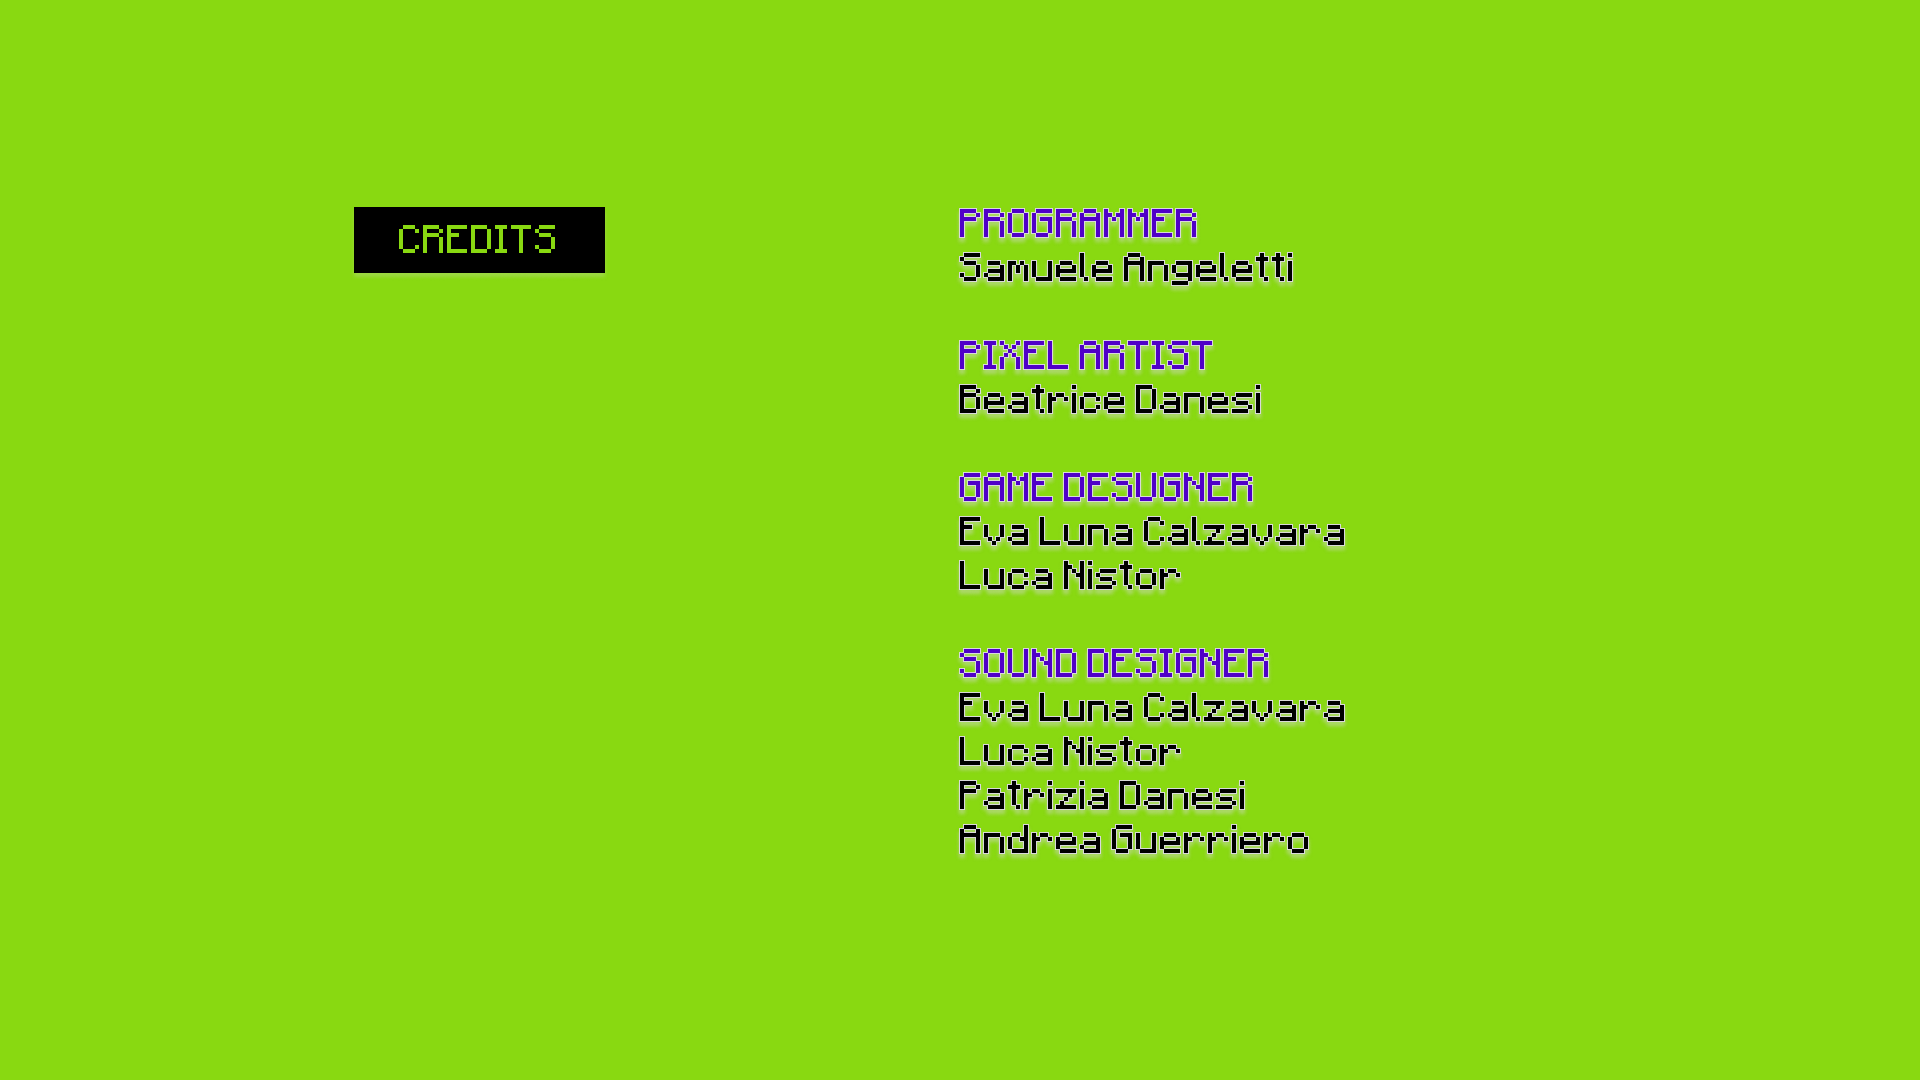 CREDITS
PROGRAMMER
Samuele Angeletti
PIXEL ARTIST
Beatrice Danesi
GAME DESUGNER
Eva Luna Calzavara
Luca Nistor
SOUND DESIGNER
Eva Luna Calzavara
Luca Nistor
Patrizia Danesi
Andrea Guerriero